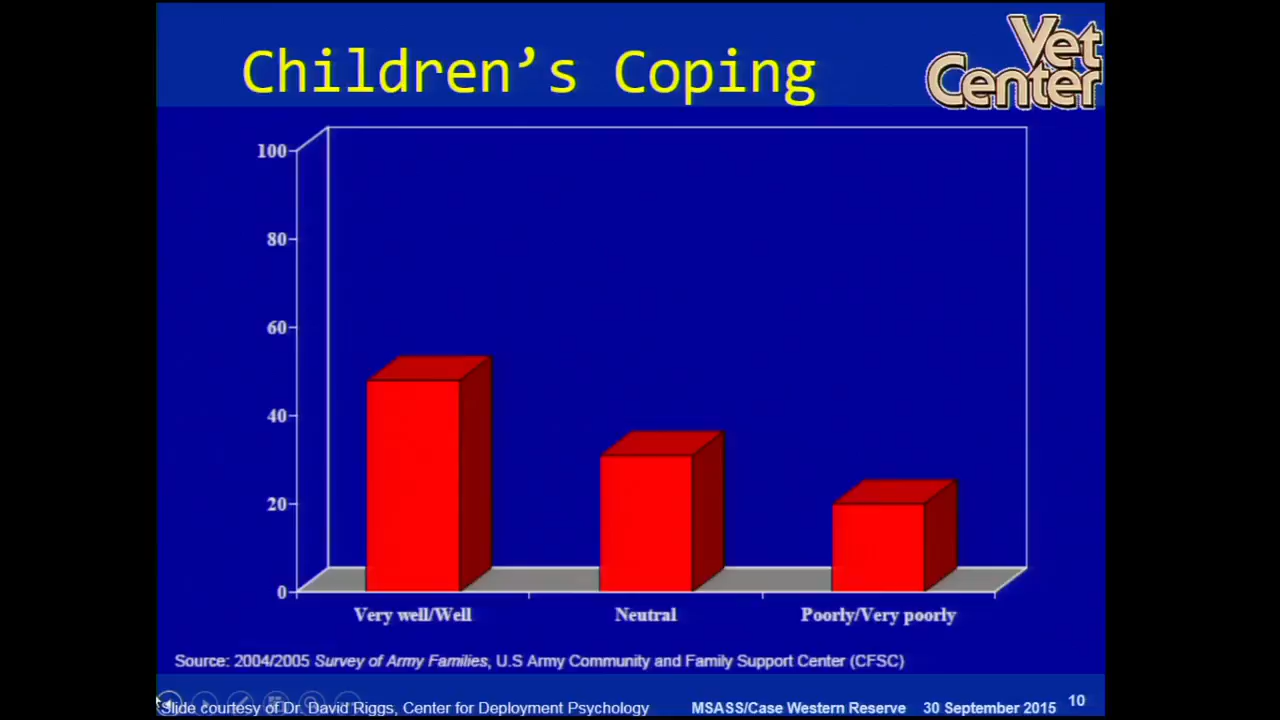 Children’s Coping
Vet
Center
100
80
60
40
20
0
Very well/Well Neutral Poorly/Very poorly
Source: 2004/2005 Survey of Army Families, U.S Army Community and Family Support Center (CFSC)
Slide courtesy of Dr. David Riggs, Center for Deployment Psychology MSASS/Case Western Reserve 30 September 2015 10